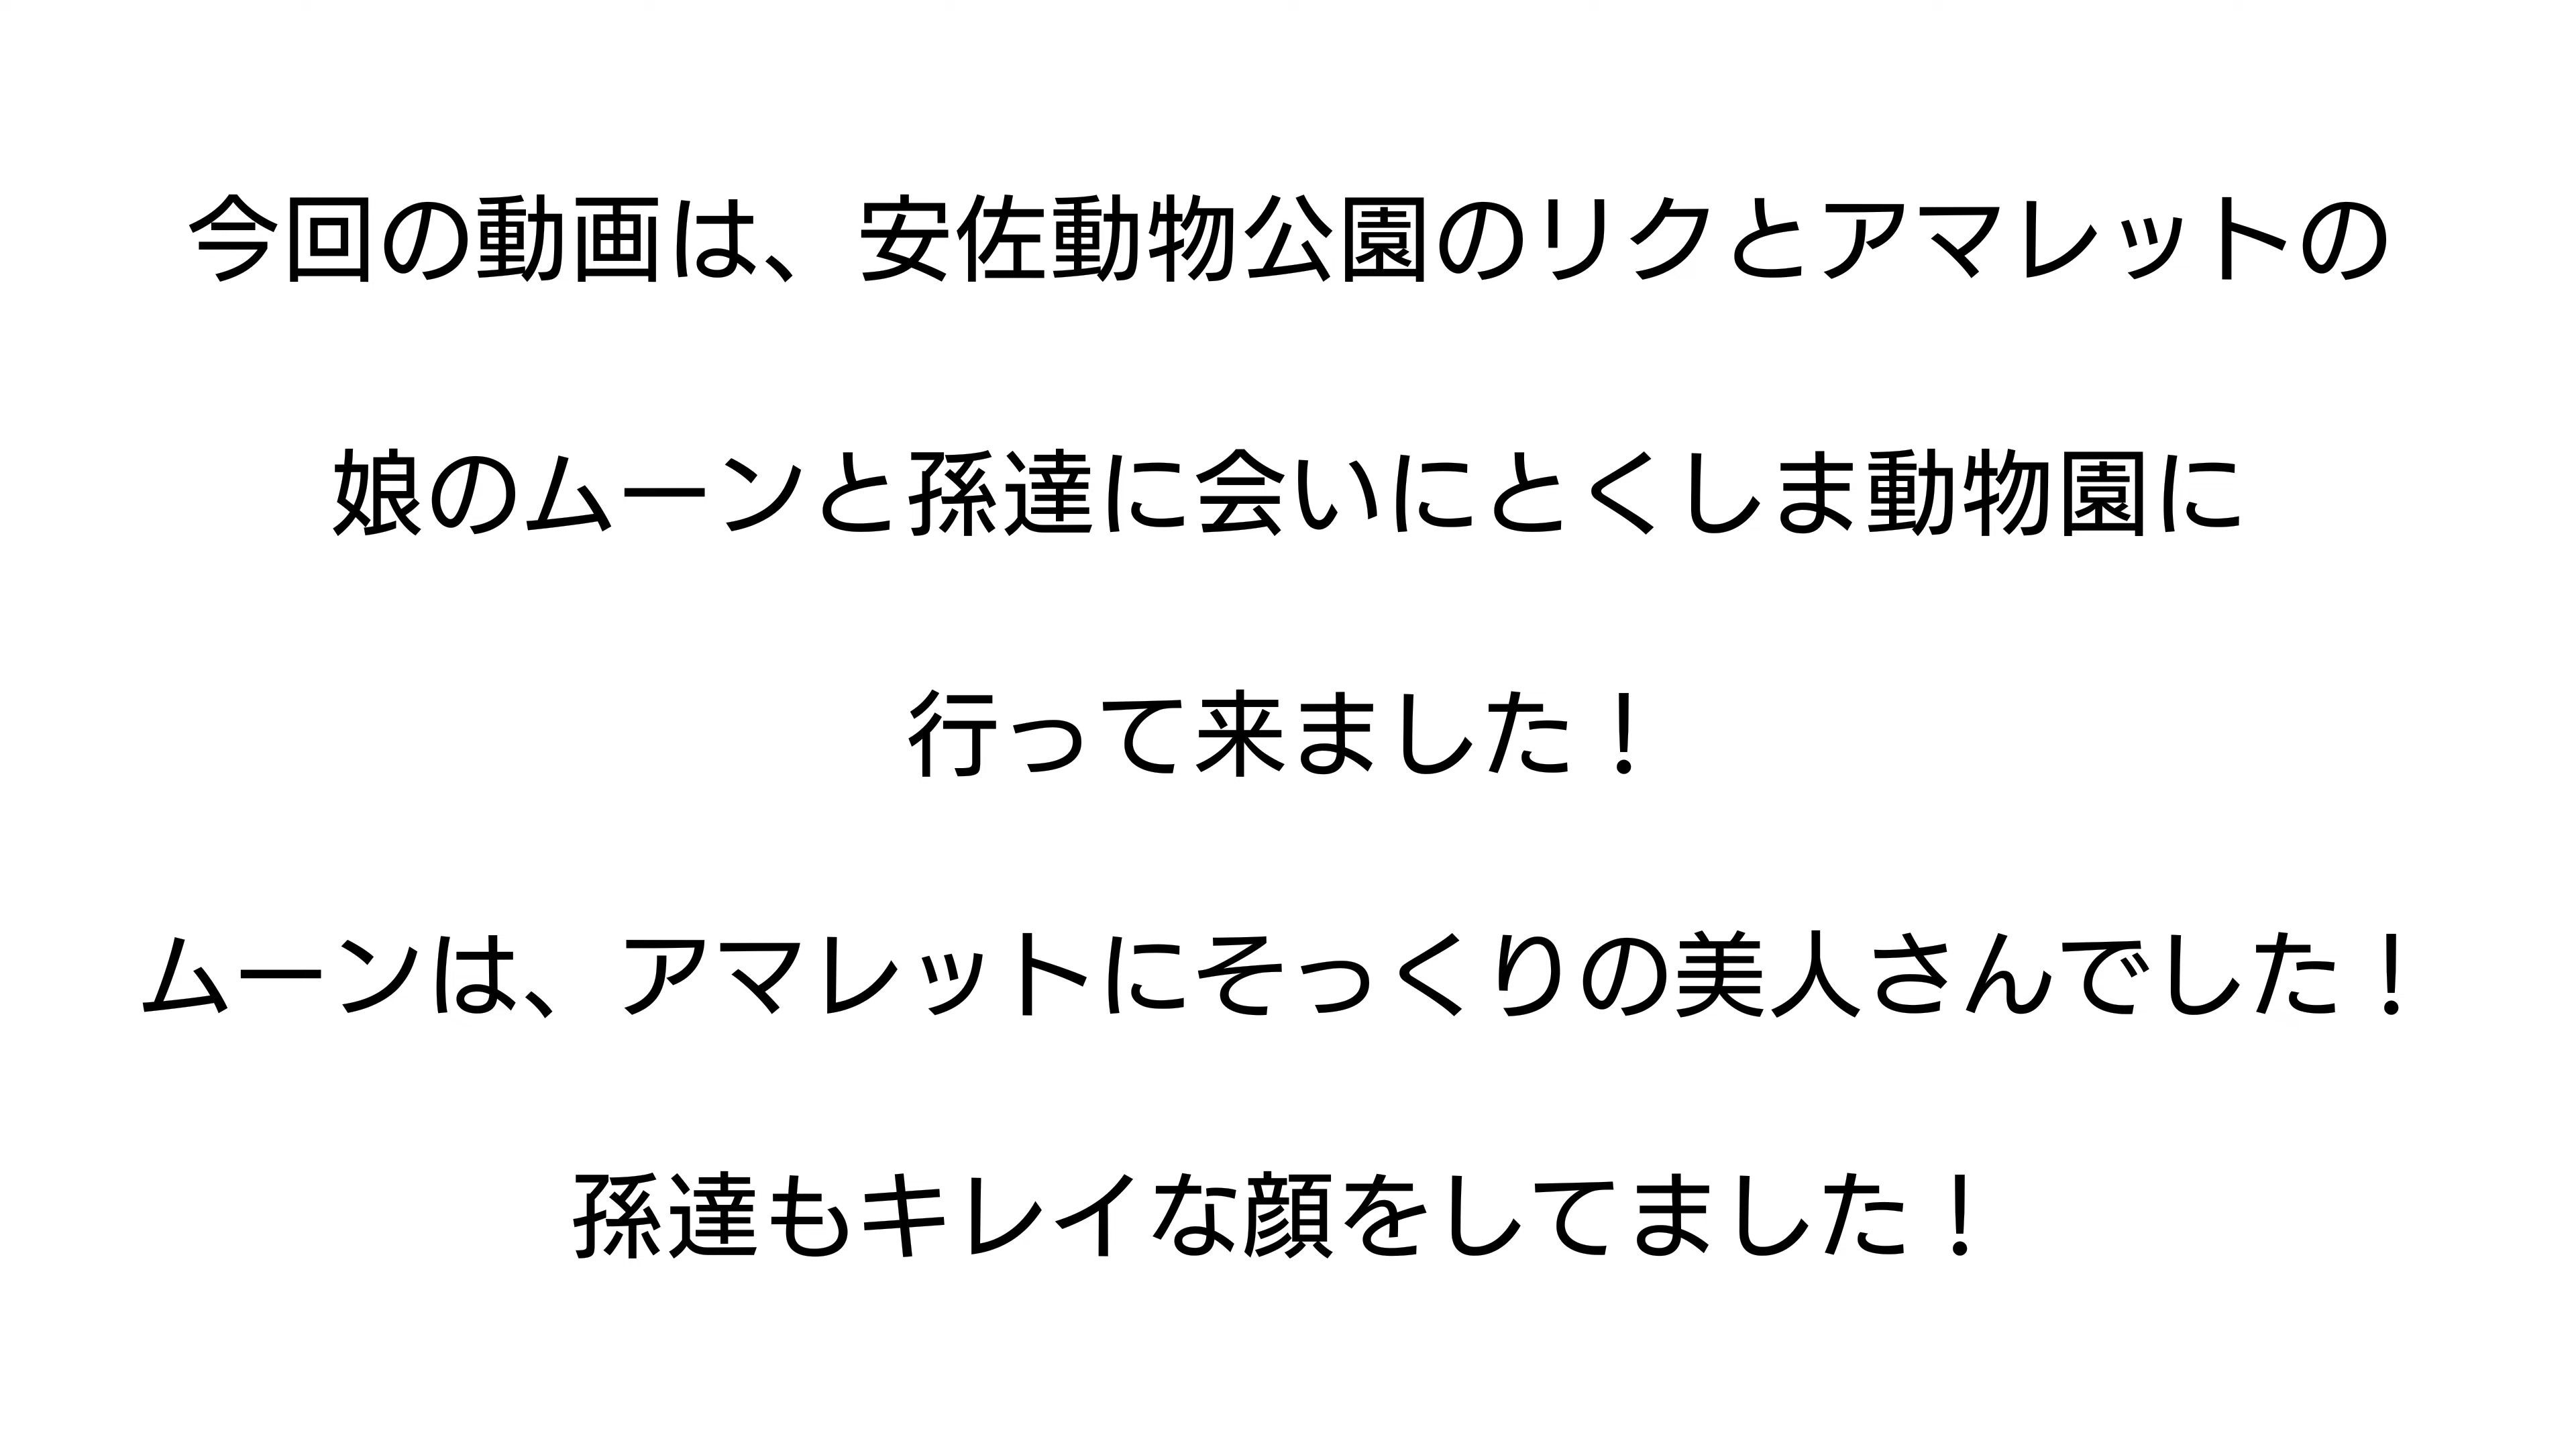 今回の動画は、安佐動物公園のリクとアマレットの
娘のムーンと孫達に会いにとくしま動物園に
行って来ました！
ムーンは、アマレットにそっくりの美人さんでした！
孫達もキレイな顔をしてました！